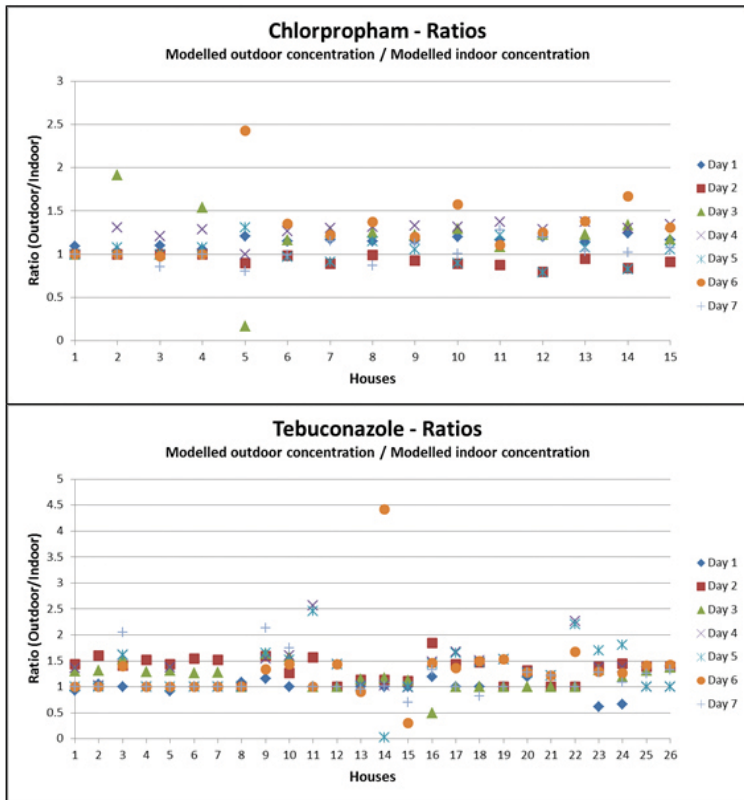 Chlorpropham - Ratios
Modelled outdoor concentration / Modelled indoor concentration
Ratio (Outdoor/Indoor)
3
2.5
2
1.5
1
0.5
0
1 2 3 4 5 6 7 8 9 10 11 12 13 14 15
Houses
Day 1
Day 2
Day 3
Day 4
Day 5
Day 6
Day 7
Tebuconazole - Ratios
Modelled outdoor concentration / Modelled indoor concentration
Ratio (Outdoor/Indoor)
5
4.5
4
3.5
3
2.5
2
1.5
1
0.5
0
1 2 3 4 5 6 7 8 9 10 11 12 13 14 15 16 17 18 19 20 21 22 23 24 25 26
Houses
Day 1
Day 2
Day 3
Day 4
Day 5
Day 6
Day 7